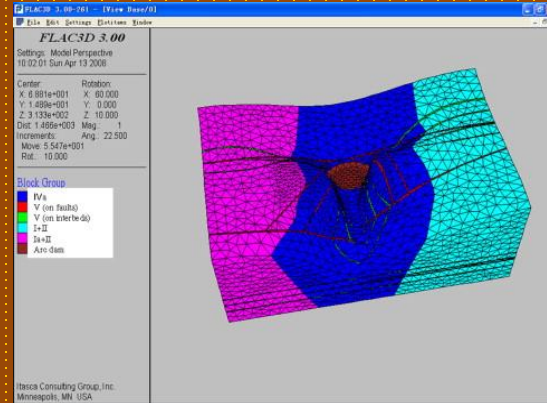 FLAC3D 3.00-261 - [View Base/0]
File Edit Settings Plotitems Window
FLAC3D 3.00
Settings: Model Perspective
10:02:01 Sun Apr 13 2008
Center: Rotation:
X: 6.881e+001 X: 60.000
Y: 1.489e+001 Y: 0.000
Z: 3.133e+002 Z: 10.000
Dist: 1.466e+003 Mag.: 1
Increments: Ang.: 22.500
Move: 5.547e+001
Rot.: 10.000
Block Group
IVa
V (on faults)
V (on interbeds)
I+II
Ia+II
Arc dam
Itasca Consulting Group, Inc.
Minneapolis, MN USA